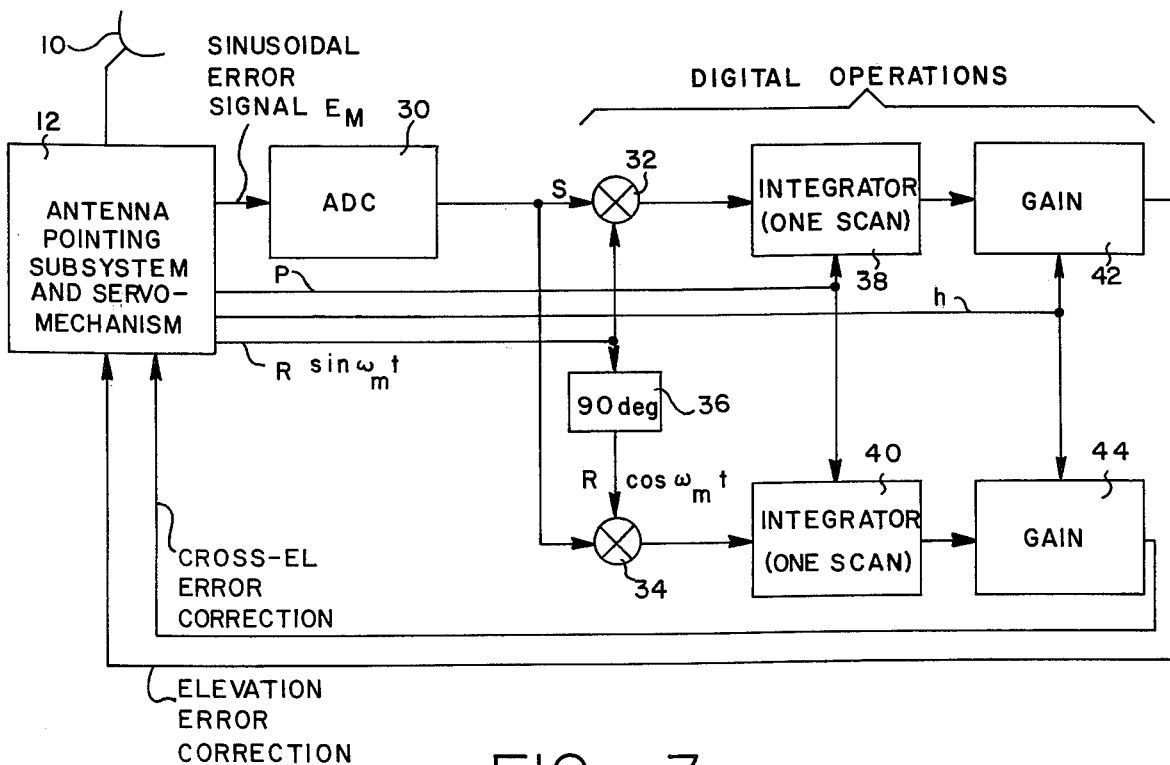 10
SINUSOIDAL
ERROR
SIGNAL E_M
DIGITAL OPERATIONS
12
30
32
ANTENNA
POINTING
SUBSYSTEM
AND SERVO-
MECHANISM
ADC
S
INTEGRATOR
(ONE SCAN)
38
GAIN
42
P
h
R sin ω_m t
90 deg
36
R cos ω_m t
34
40
INTEGRATOR
(ONE SCAN)
44
GAIN
CROSS-EL
ERROR
CORRECTION
ELEVATION
ERROR
CORRECTION